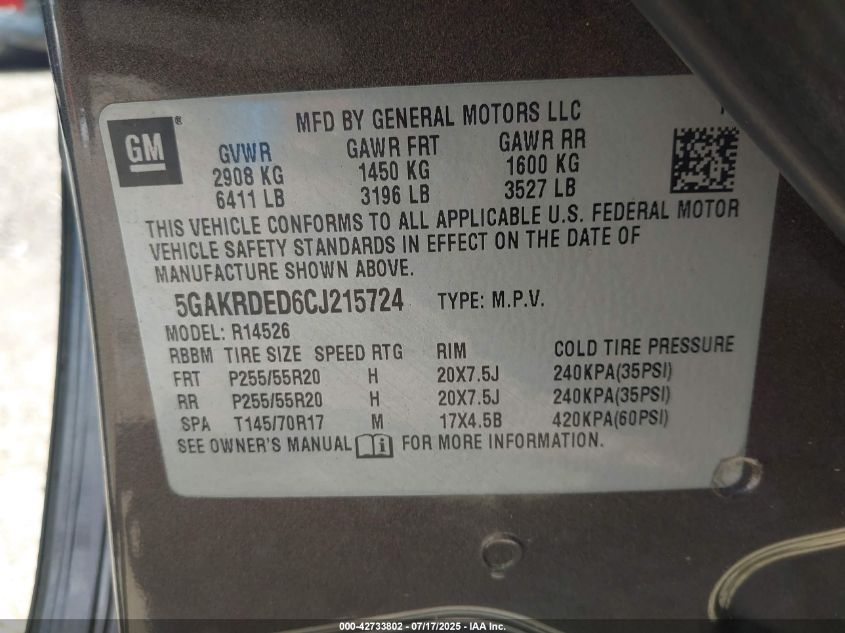 MFD BY GENERAL MOTORS LLC
GM®
GVWR GAWR FRT GAWR RR
2908 KG 1450 KG 1600 KG
6411 LB 3196 LB 3527 LB
THIS VEHICLE CONFORMS TO ALL APPLICABLE U.S. FEDERAL MOTOR
VEHICLE SAFETY STANDARDS IN EFFECT ON THE DATE OF
MANUFACTURE SHOWN ABOVE.
5GAKRDED6CJ215724 TYPE: M.P.V.
MODEL: R14526
RBBM TIRE SIZE SPEED RTG RIM COLD TIRE PRESSURE
FRT P255/55R20 H 20X7.5J 240KPA(35PSI)
RR P255/55R20 H 20X7.5J 240KPA(35PSI)
SPA T145/70R17 M 17X4.5B 420KPA(60PSI)
SEE OWNER'S MANUAL i FOR MORE INFORMATION.
000-42733802 - 07/17/2025 - IAA Inc.